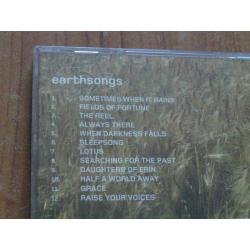 earthsongs
1. SOMETIMES WHEN IT RAINS
2. FIELDS OF FORTUNE
3. THE REEL
4. ALWAYS THERE
5. WHEN DARKNESS FALLS
6. SLEEPSONG
7. LOTUS
8. SEARCHING FOR THE PAST
9. DAUGHTERS OF ERIN
10. HALF A WORLD AWAY
11. GRACE
12. RAISE YOUR VOICES